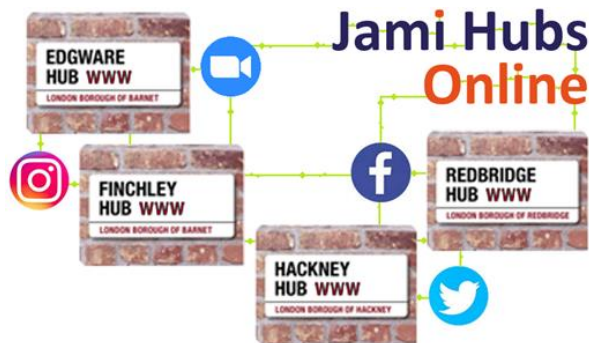 Jami Hubs
Online
EDGWARE
HUB WWW
LONDON BOROUGH OF BARNET
FINCHLEY
HUB WWW
LONDON BOROUGH OF BARNET
REDBRIDGE
HUB WWW
LONDON BOROUGH OF REDBRIDGE
HACKNEY
HUB WWW
LONDON BOROUGH OF HACKNEY